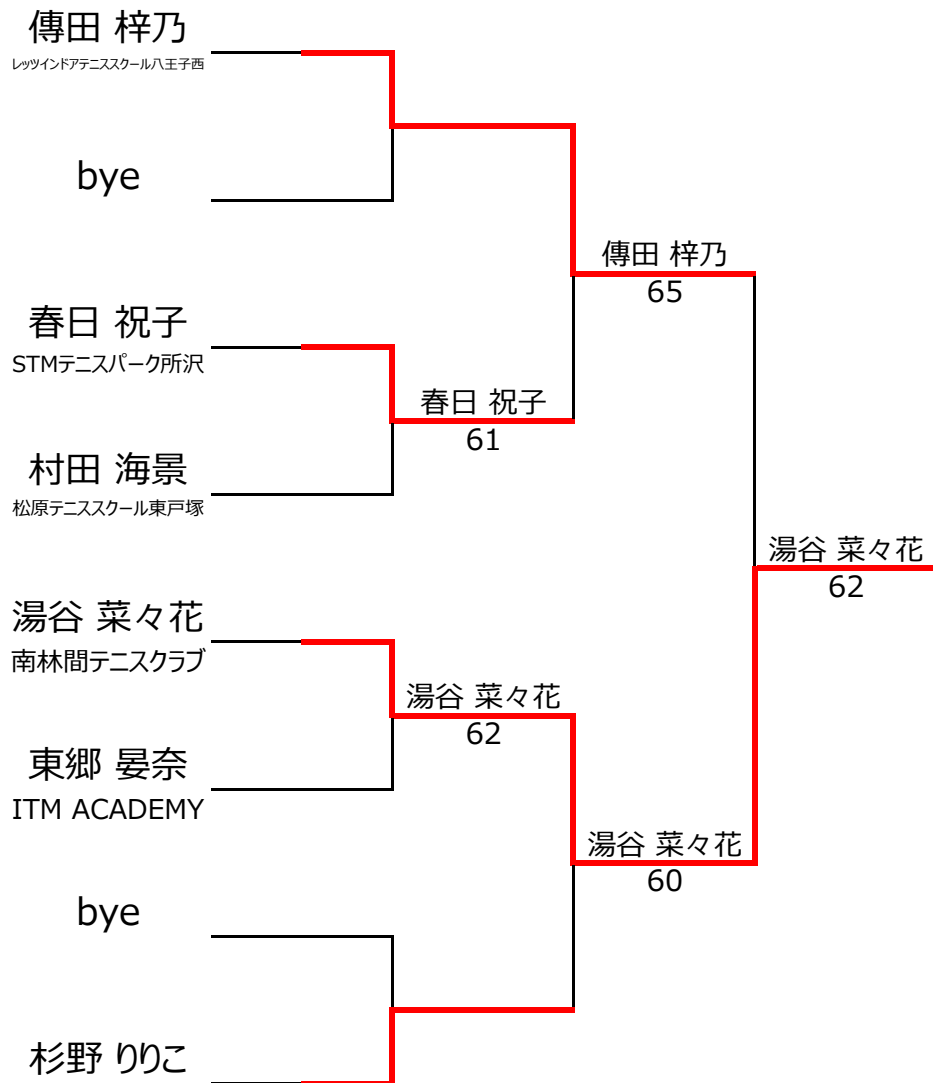 傳田 梓乃
レッツインドアテニススクール八王子西
bye
傳田 梓乃
65
春日 祝子
STMテニスパーク所沢
春日 祝子
61
村田 海景
松原テニススクール東戸塚
湯谷 菜々花
62
湯谷 菜々花
南林間テニスクラブ
湯谷 菜々花
62
東郷 晏奈
ITM ACADEMY
湯谷 菜々花
60
bye
杉野 りりこ